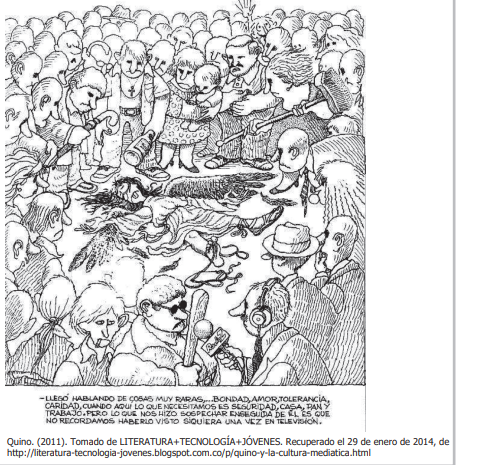 -LLEGÓ HABLANDO DE COSAS MUY RARAS,...BONDAD, AMOR, TOLERANCIA,
CARIDAD, CUANDO AQUÍ LO QUE NECESITAMOS ES SEGURIDAD, CASA, PAN Y
TRABAJO. PERO LO QUE NOS HIZO SOSPECHAR ENSEGUIDA DE ÉL ES QUE
NO RECORDAMOS HABERLO VISTO SIQUIERA UNA VEZ EN TELEVISIÓN.
Quino. (2011). Tomado de LITERATURA+TECNOLOGÍA+JÓVENES. Recuperado el 29 de enero de 2014, de
http://literatura-tecnologia-jovenes.blogspot.com.co/p/quino-y-la-cultura-mediatica.html